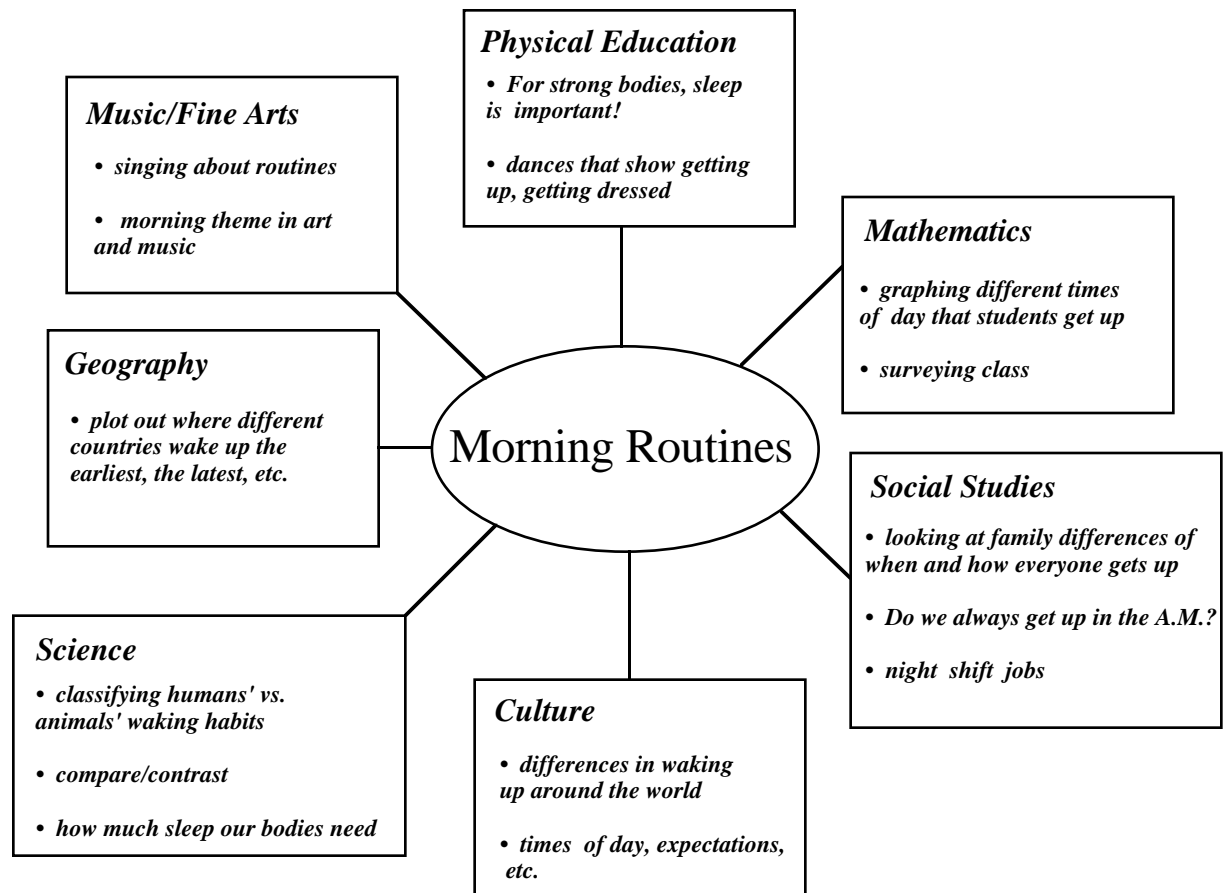 Physical Education
• For strong bodies, sleep
is important!
• dances that show getting
up, getting dressed
Music/Fine Arts
• singing about routines
• morning theme in art
and music
Mathematics
• graphing different times
of day that students get up
• surveying class
Geography
• plot out where different
countries wake up the
earliest, the latest, etc.
Morning Routines
Social Studies
• looking at family differences of
when and how everyone gets up
• Do we always get up in the A.M.?
• night shift jobs
Science
• classifying humans' vs.
animals' waking habits
• compare/contrast
• how much sleep our bodies need
Culture
• differences in waking
up around the world
• times of day, expectations,
etc.